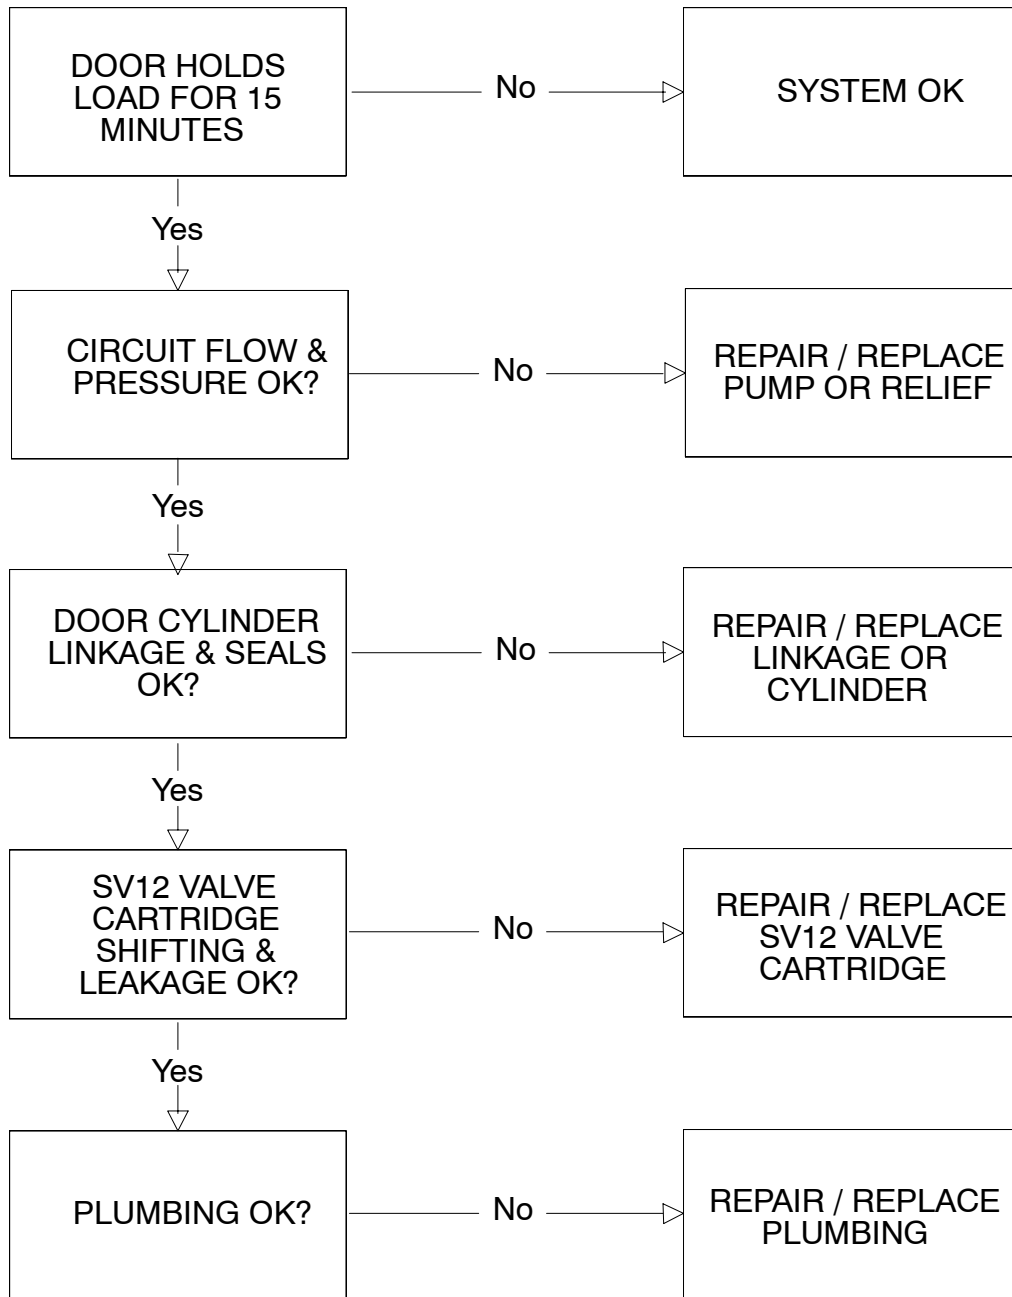 DOOR HOLDS
LOAD FOR 15
MINUTES
No
SYSTEM OK
Yes
CIRCUIT FLOW &
PRESSURE OK?
No
REPAIR / REPLACE
PUMP OR RELIEF
Yes
DOOR CYLINDER
LINKAGE & SEALS
OK?
No
REPAIR / REPLACE
LINKAGE OR
CYLINDER
Yes
SV12 VALVE
CARTRIDGE
SHIFTING &
LEAKAGE OK?
No
REPAIR / REPLACE
SV12 VALVE
CARTRIDGE
Yes
PLUMBING OK?
No
REPAIR / REPLACE
PLUMBING